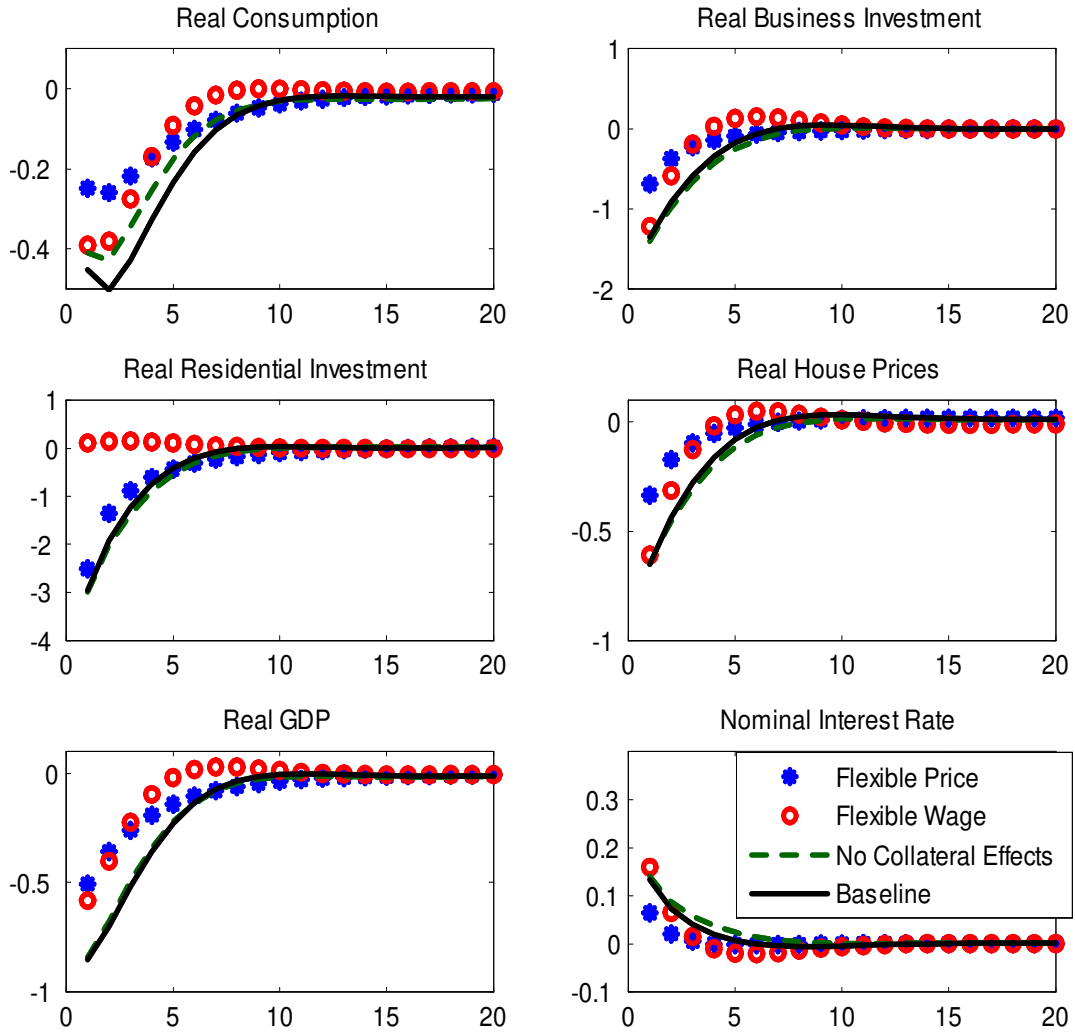 Real Consumption
0
-0.2
-0.4
0 5 10 15 20
Real Business Investment
1
0
-1
-2
0 5 10 15 20
Real Residential Investment
1
0
-1
-2
-3
-4
0 5 10 15 20
Real House Prices
0
-0.5
-1
0 5 10 15 20
Real GDP
0
-0.5
-1
0 5 10 15 20
Nominal Interest Rate
0.3
0.2
0.1
0
-0.1
0 5 10 15 20
Flexible Price
Flexible Wage
No Collateral Effects
Baseline